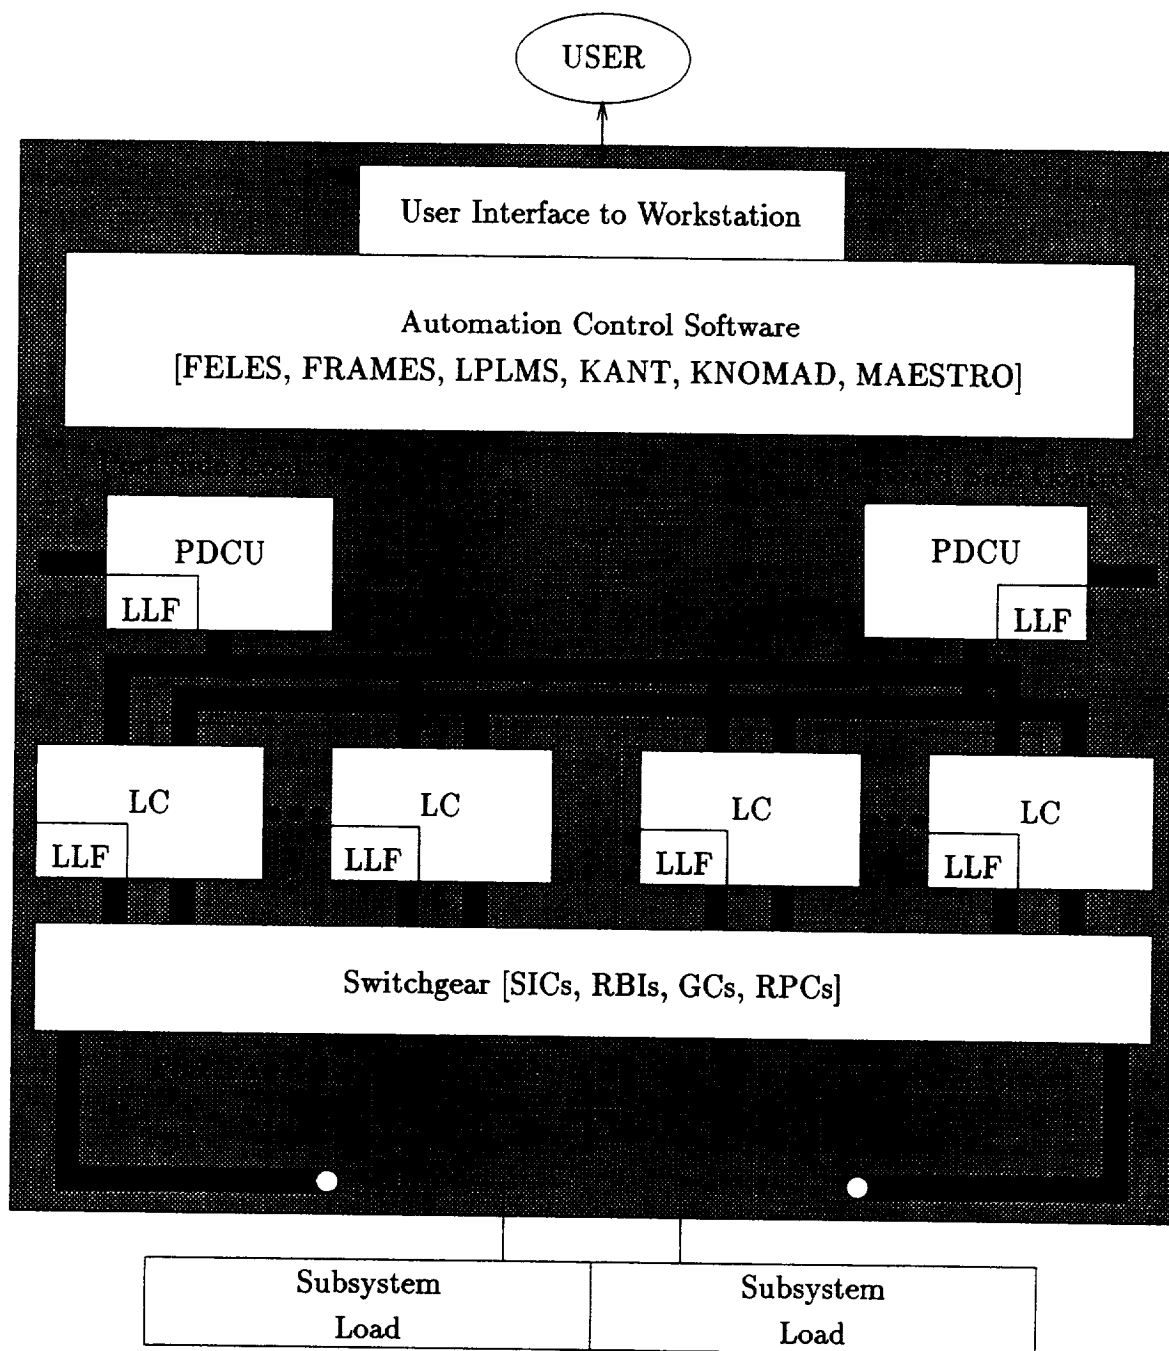 USER
User Interface to Workstation
Automation Control Software
[FELES, FRAMES, LPLMS, KANT, KNOMAD, MAESTRO]
PDCU
PDCU
LLF
LLF
LC
LC
LC
LC
LLF
LLF
LLF
LLF
Switchgear [SICs, RBIs, GCs, RPCs]
Subsystem
Load
Subsystem
Load